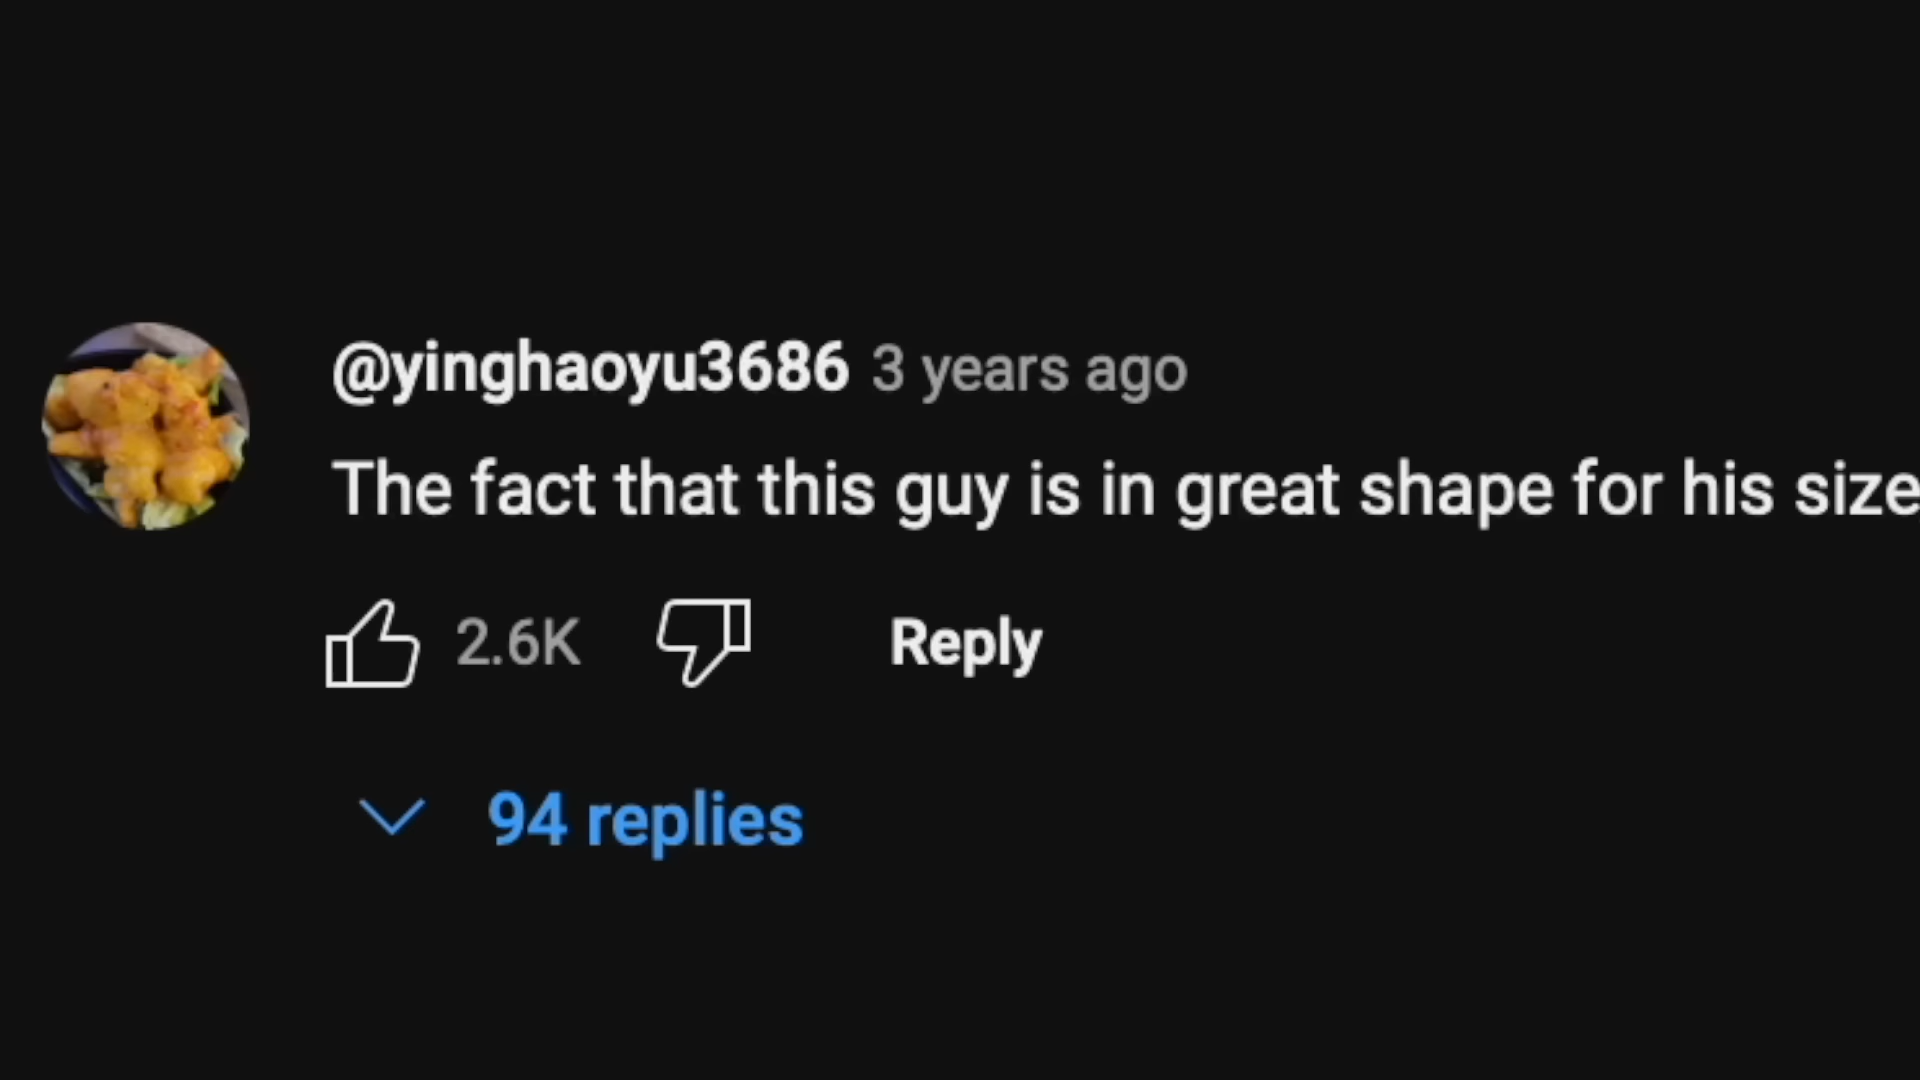 @yinghaoyu3686 3 years ago
The fact that this guy is in great shape for his size
2.6K Reply
94 replies